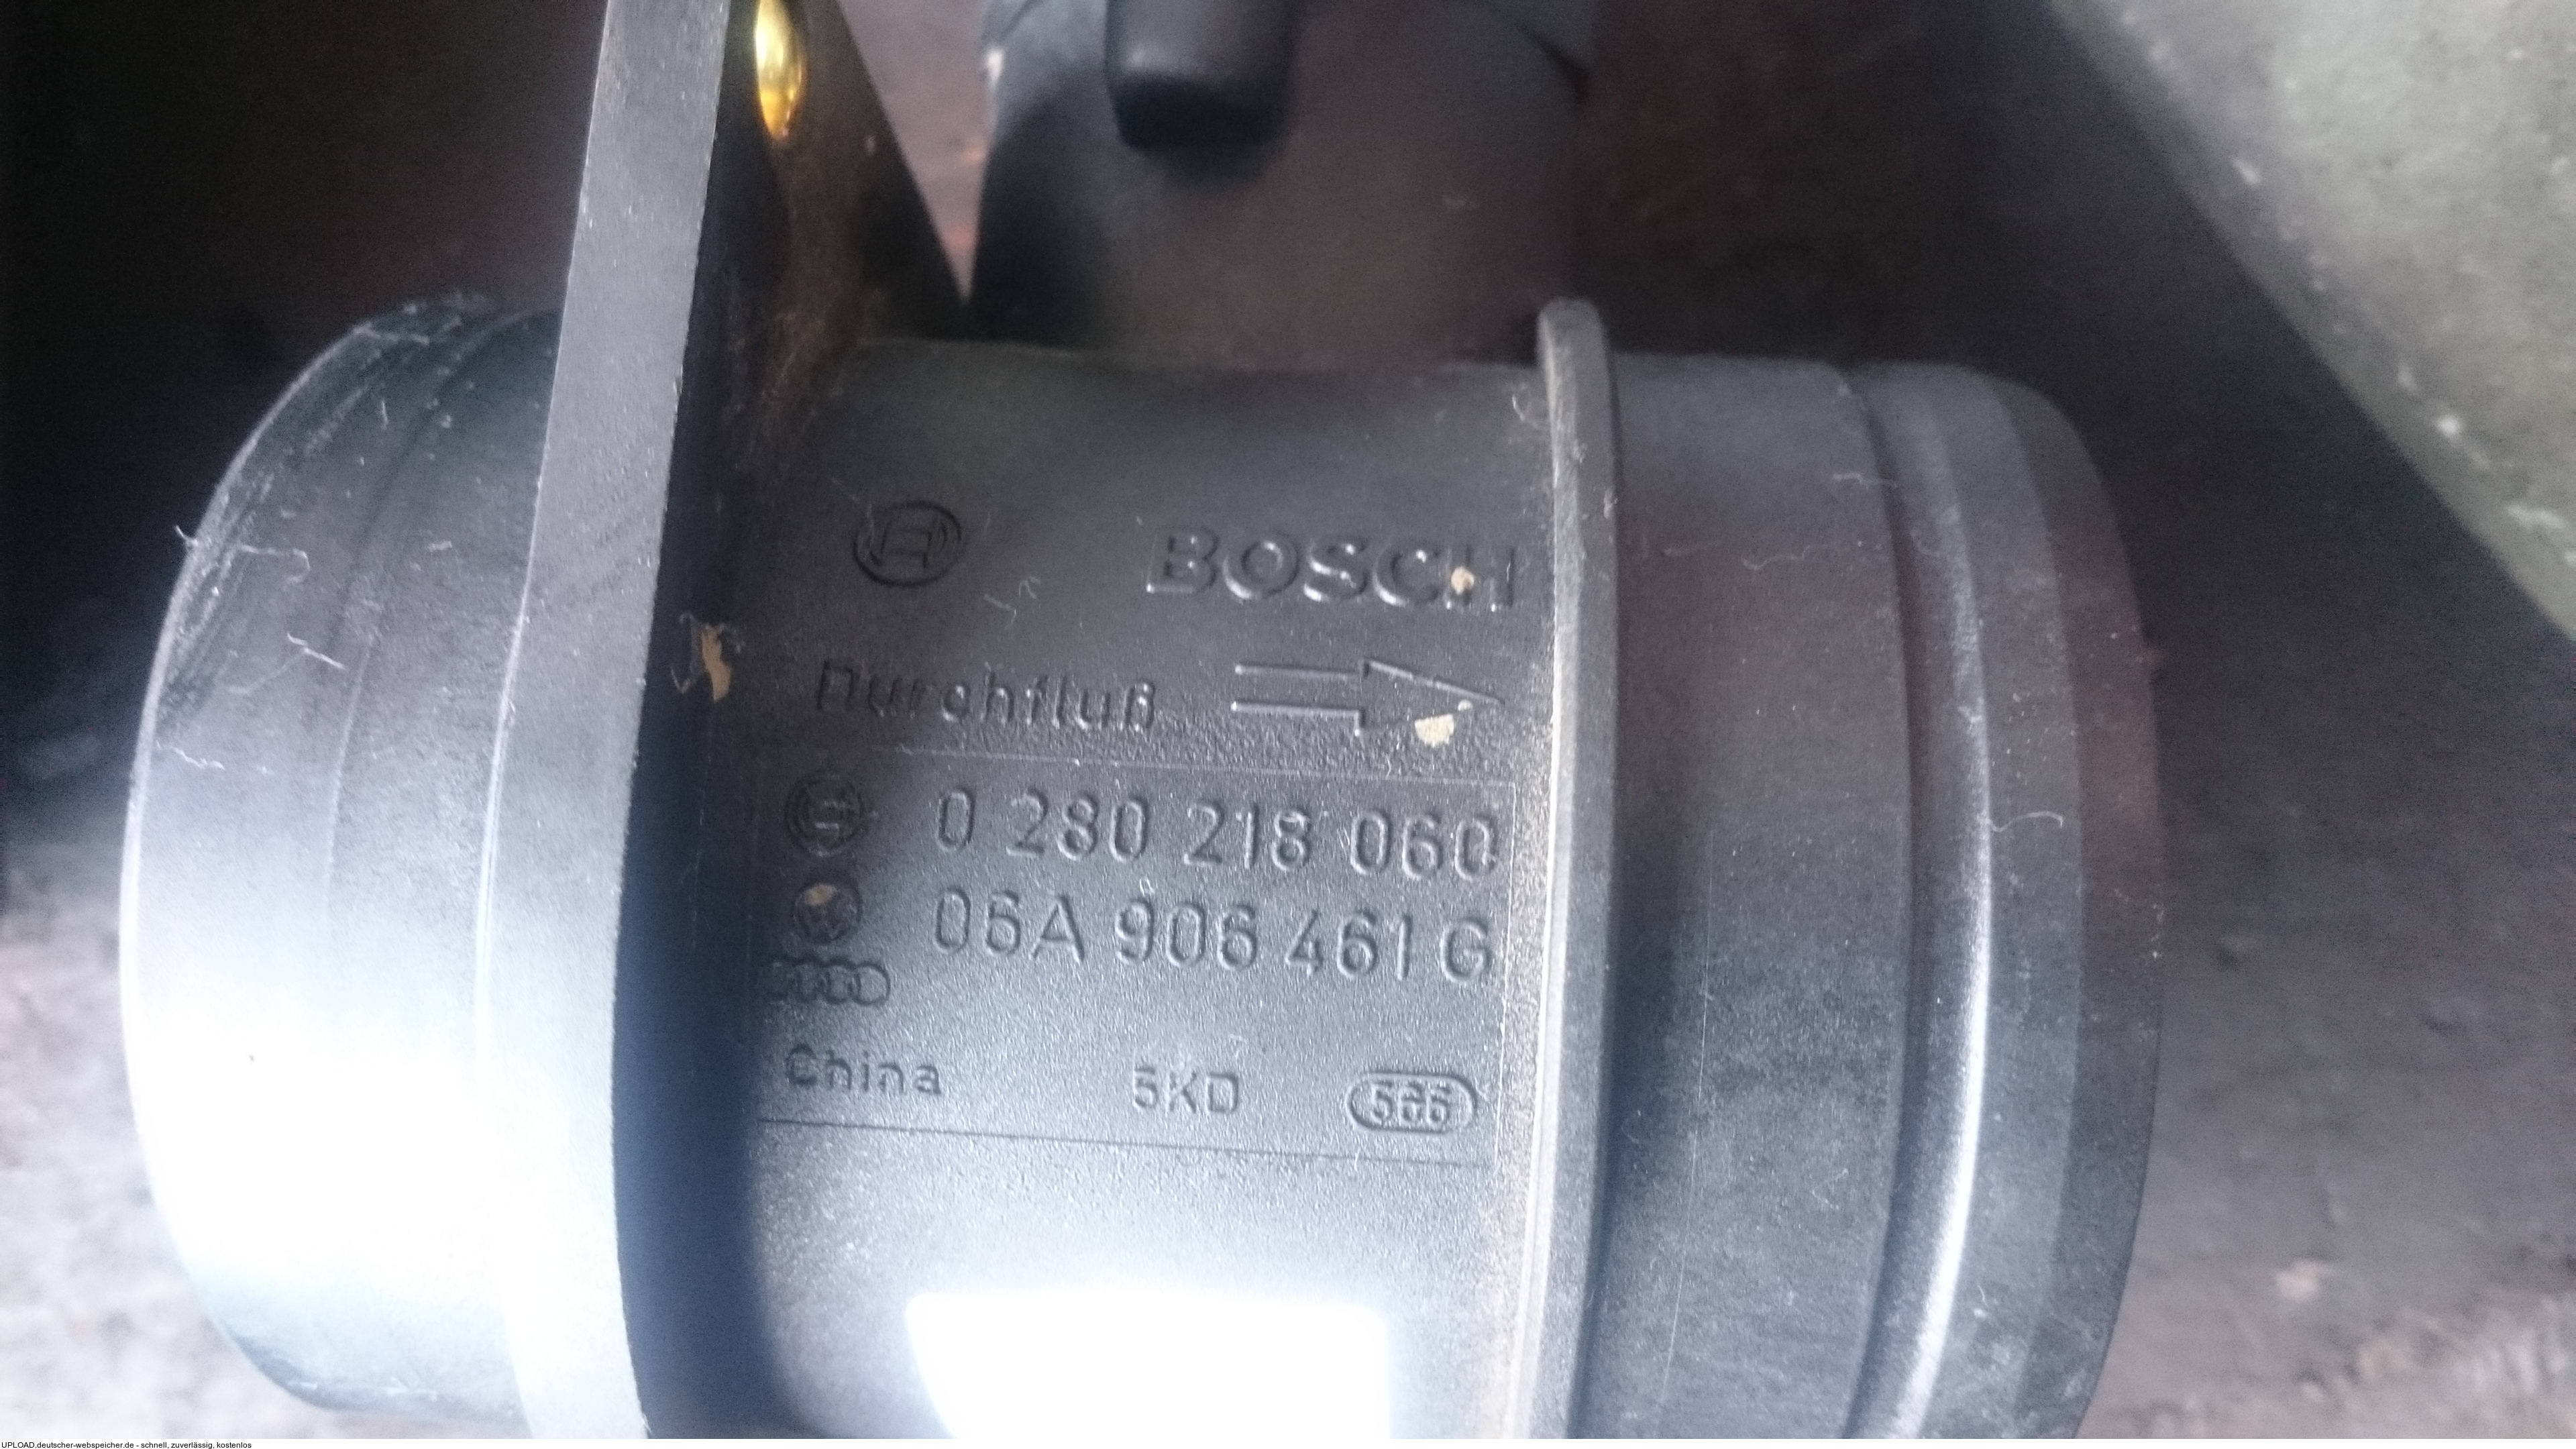 BOSCH
Durchfluß
0 280 218 060
06A 906 461 G
China 5KD 566
UPLOAD.deutscher-webspeicher.de - schnell, zuverlässig, kostenlos